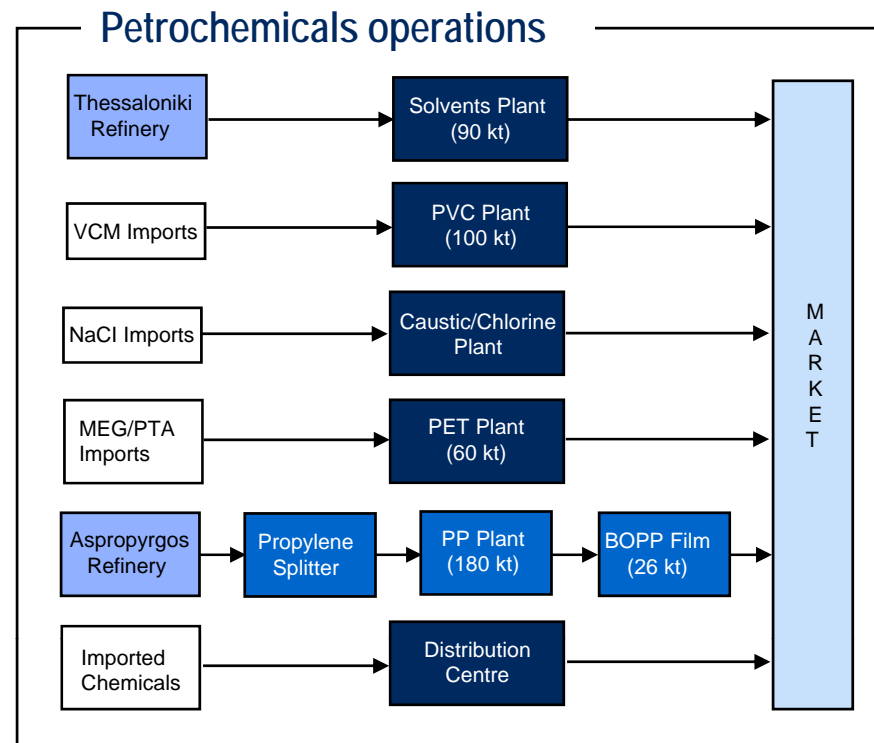 Petrochemicals operations
Thessaloniki
Refinery
Solvents Plant
(90 kt)
VCM Imports
PVC Plant
(100 kt)
NaCI Imports
Caustic/Chlorine
Plant
MEG/PTA
Imports
PET Plant
(60 kt)
Aspropyrgos
Refinery
Propylene
Splitter
PP Plant
(180 kt)
BOPP Film
(26 kt)
Imported
Chemicals
Distribution
Centre
M
A
R
K
E
T